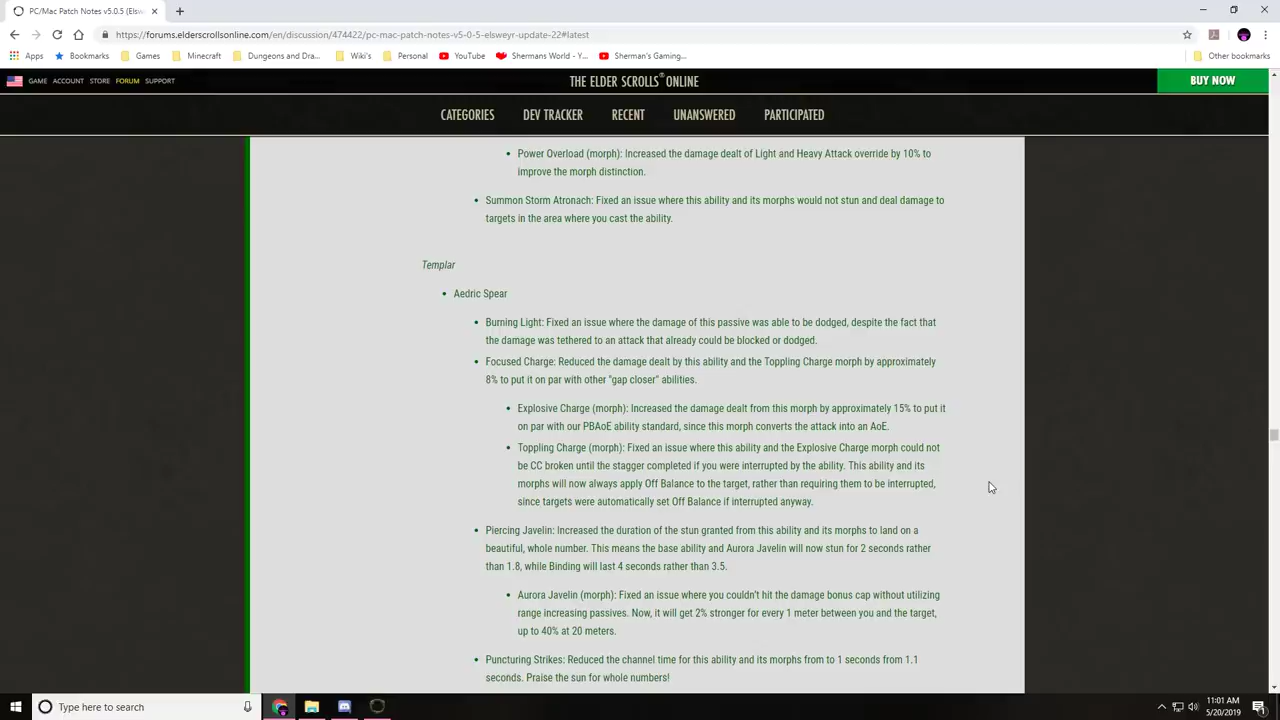 PC/Mac Patch Notes v5.0.5 (Elsw
https://forums.elderscrollsonline.com/en/discussion/474422/pc-mac-patch-notes-v5-0-5-elsweyr-update-22#latest
Apps Bookmarks Games Minecraft Dungeons and Dra... Wiki's Personal YouTube Shermans World - Y... Sherman's Gaming... Other bookmarks
GAME ACCOUNT STORE FORUM SUPPORT THE ELDER SCROLLS® ONLINE BUY NOW
CATEGORIES DEV TRACKER RECENT UNANSWERED PARTICIPATED
• Power Overload (morph): Increased the damage dealt of Light and Heavy Attack override by 10% to
improve the morph distinction.
• Summon Storm Atronach: Fixed an issue where this ability and its morphs would not stun and deal damage to
targets in the area where you cast the ability.
Templar
• Aedric Spear
• Burning Light: Fixed an issue where the damage of this passive was able to be dodged, despite the fact that
the damage was tethered to an attack that already could be blocked or dodged.
• Focused Charge: Reduced the damage dealt by this ability and the Toppling Charge morph by approximately
8% to put it on par with other "gap closer" abilities.
• Explosive Charge (morph): Increased the damage dealt from this morph by approximately 15% to put it
on par with our PBAoE ability standard, since this morph converts the attack into an AoE.
• Toppling Charge (morph): Fixed an issue where this ability and the Explosive Charge morph could not
be CC broken until the stagger completed if you were interrupted by the ability. This ability and its
morphs will now always apply Off Balance to the target, rather than requiring them to be interrupted,
since targets were automatically set Off Balance if interrupted anyway.
• Piercing Javelin: Increased the duration of the stun granted from this ability and its morphs to land on a
beautiful, whole number. This means the base ability and Aurora Javelin will now stun for 2 seconds rather
than 1.8, while Binding will last 4 seconds rather than 3.5.
• Aurora Javelin (morph): Fixed an issue where you couldn't hit the damage bonus cap without utilizing
range increasing passives. Now, it will get 2% stronger for every 1 meter between you and the target,
up to 40% at 20 meters.
• Puncturing Strikes: Reduced the channel time for this ability and its morphs from to 1 seconds from 1.1
seconds. Praise the sun for whole numbers!
Type here to search
11:01 AM
5/20/2019